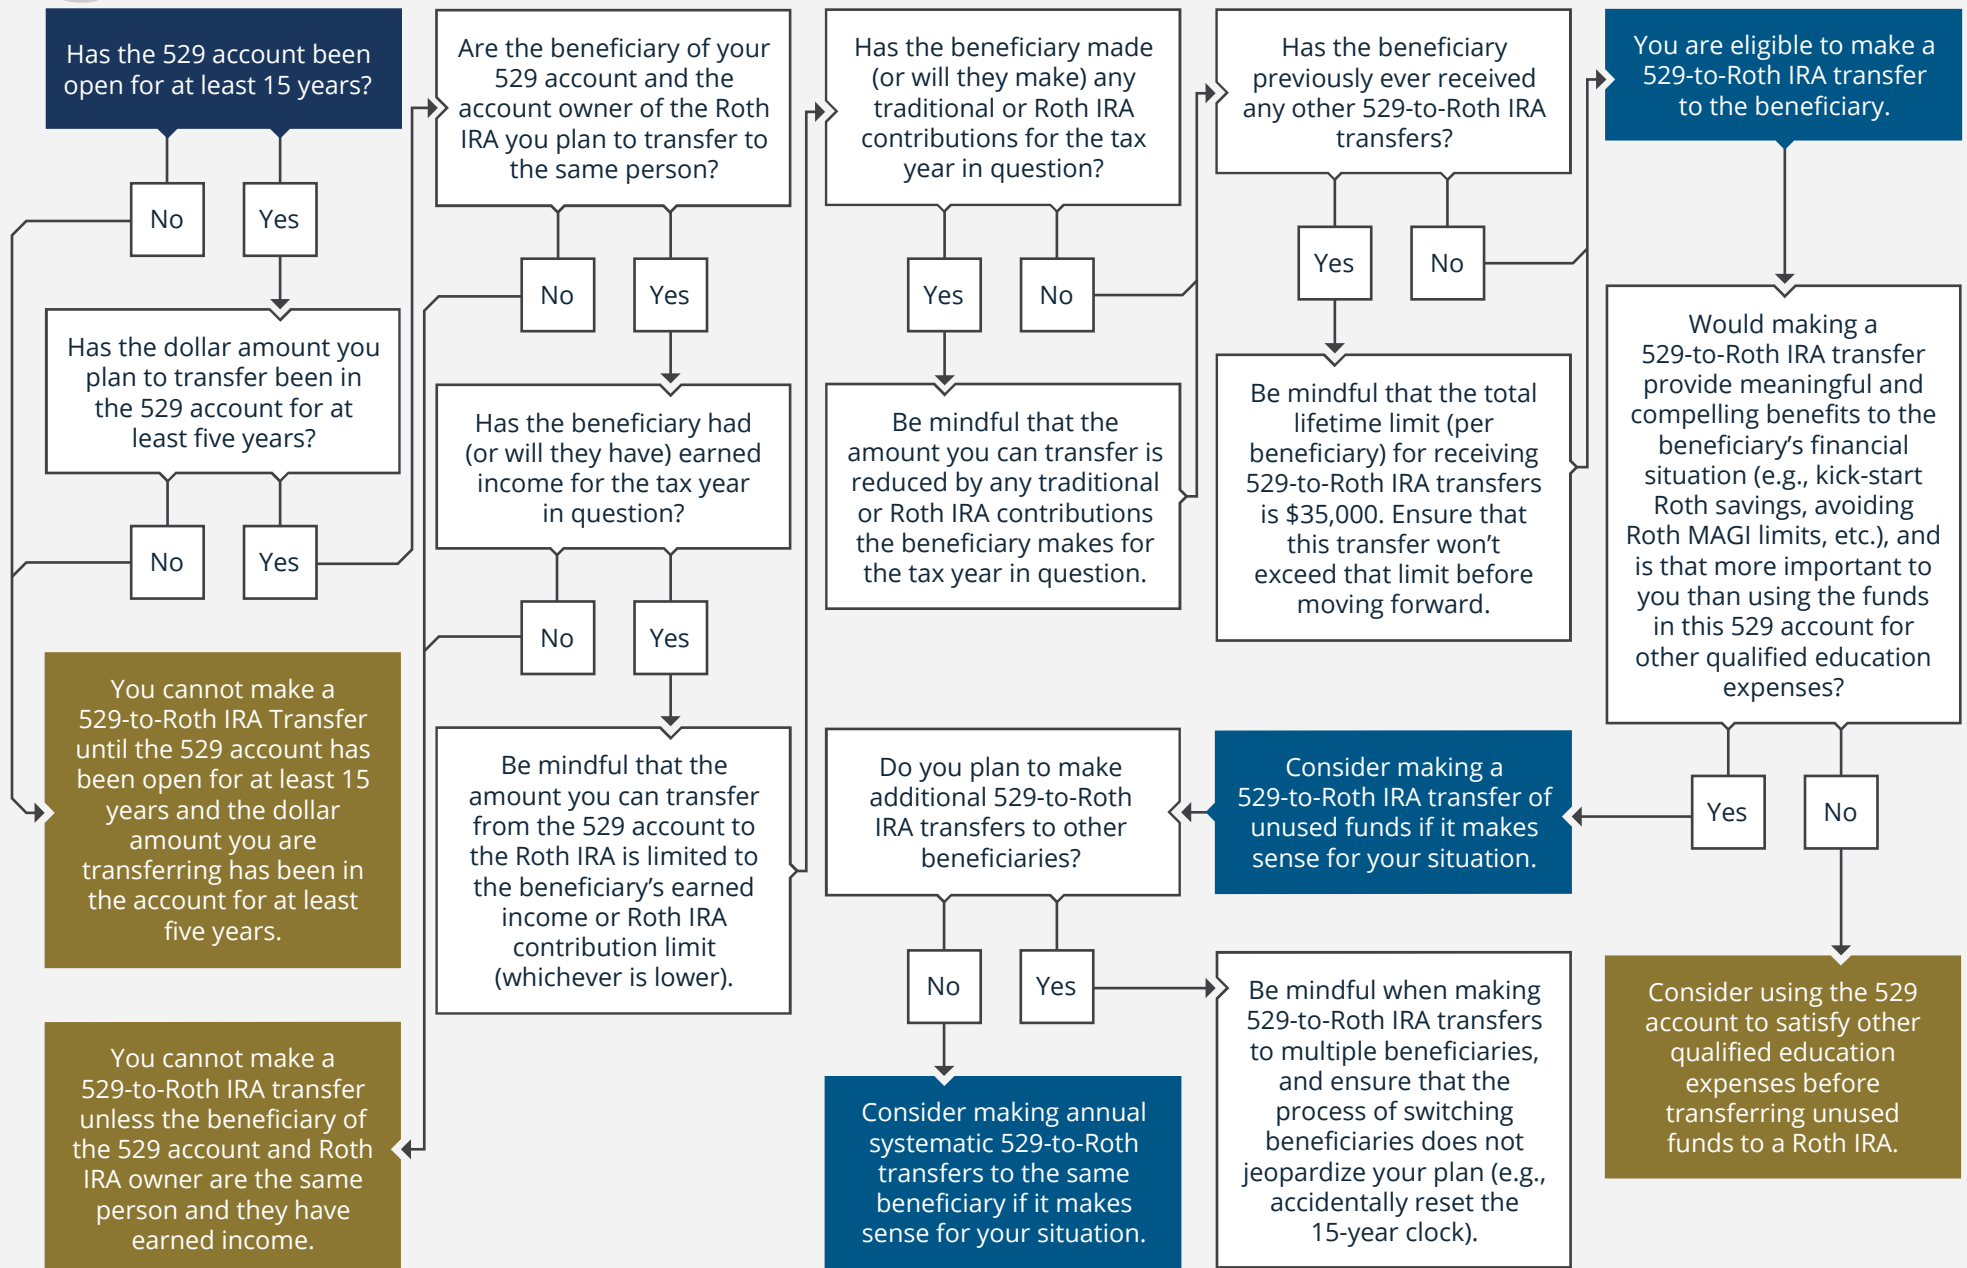 Has the 529 account been
open for at least 15 years?
No
Yes
Has the dollar amount you
plan to transfer been in
the 529 account for at
least five years?
No
Yes
You cannot make a
529-to-Roth IRA Transfer
until the 529 account has
been open for at least 15
years and the dollar
amount you are
transferring has been in
the account for at least
five years.
You cannot make a
529-to-Roth IRA transfer
unless the beneficiary of
the 529 account and Roth
IRA owner are the same
person and they have
earned income.
Are the beneficiary of your
529 account and the
account owner of the Roth
IRA you plan to transfer to
the same person?
No
Yes
Has the beneficiary had
(or will they have) earned
income for the tax year
in question?
No
Yes
Be mindful that the
amount you can transfer
from the 529 account to
the Roth IRA is limited to
the beneficiary's earned
income or Roth IRA
contribution limit
(whichever is lower).
Has the beneficiary made
(or will they make) any
traditional or Roth IRA
contributions for the tax
year in question?
Yes
No
Be mindful that the
amount you can transfer is
reduced by any traditional
or Roth IRA contributions
the beneficiary makes for
the tax year in question.
Has the beneficiary
previously ever received
any other 529-to-Roth IRA
transfers?
Yes
No
Be mindful that the total
lifetime limit (per
beneficiary) for receiving
529-to-Roth IRA transfers
is $35,000. Ensure that
this transfer won't
exceed that limit before
moving forward.
You are eligible to make a
529-to-Roth IRA transfer
to the beneficiary.
Would making a
529-to-Roth IRA transfer
provide meaningful and
compelling benefits to the
beneficiary's financial
situation (e.g., kick-start
Roth savings, avoiding
Roth MAGI limits, etc.), and
is that more important to
you than using the funds
in this 529 account for
other qualified education
expenses?
Yes
No
Consider making a
529-to-Roth IRA transfer of
unused funds if it makes
sense for your situation.
Do you plan to make
additional 529-to-Roth
IRA transfers to other
beneficiaries?
No
Yes
Consider making annual
systematic 529-to-Roth
transfers to the same
beneficiary if it makes
sense for your situation.
Be mindful when making
529-to-Roth IRA transfers
to multiple beneficiaries,
and ensure that the
process of switching
beneficiaries does not
jeopardize your plan (e.g.,
accidentally reset the
15-year clock).
Consider using the 529
account to satisfy other
qualified education
expenses before
transferring unused
funds to a Roth IRA.